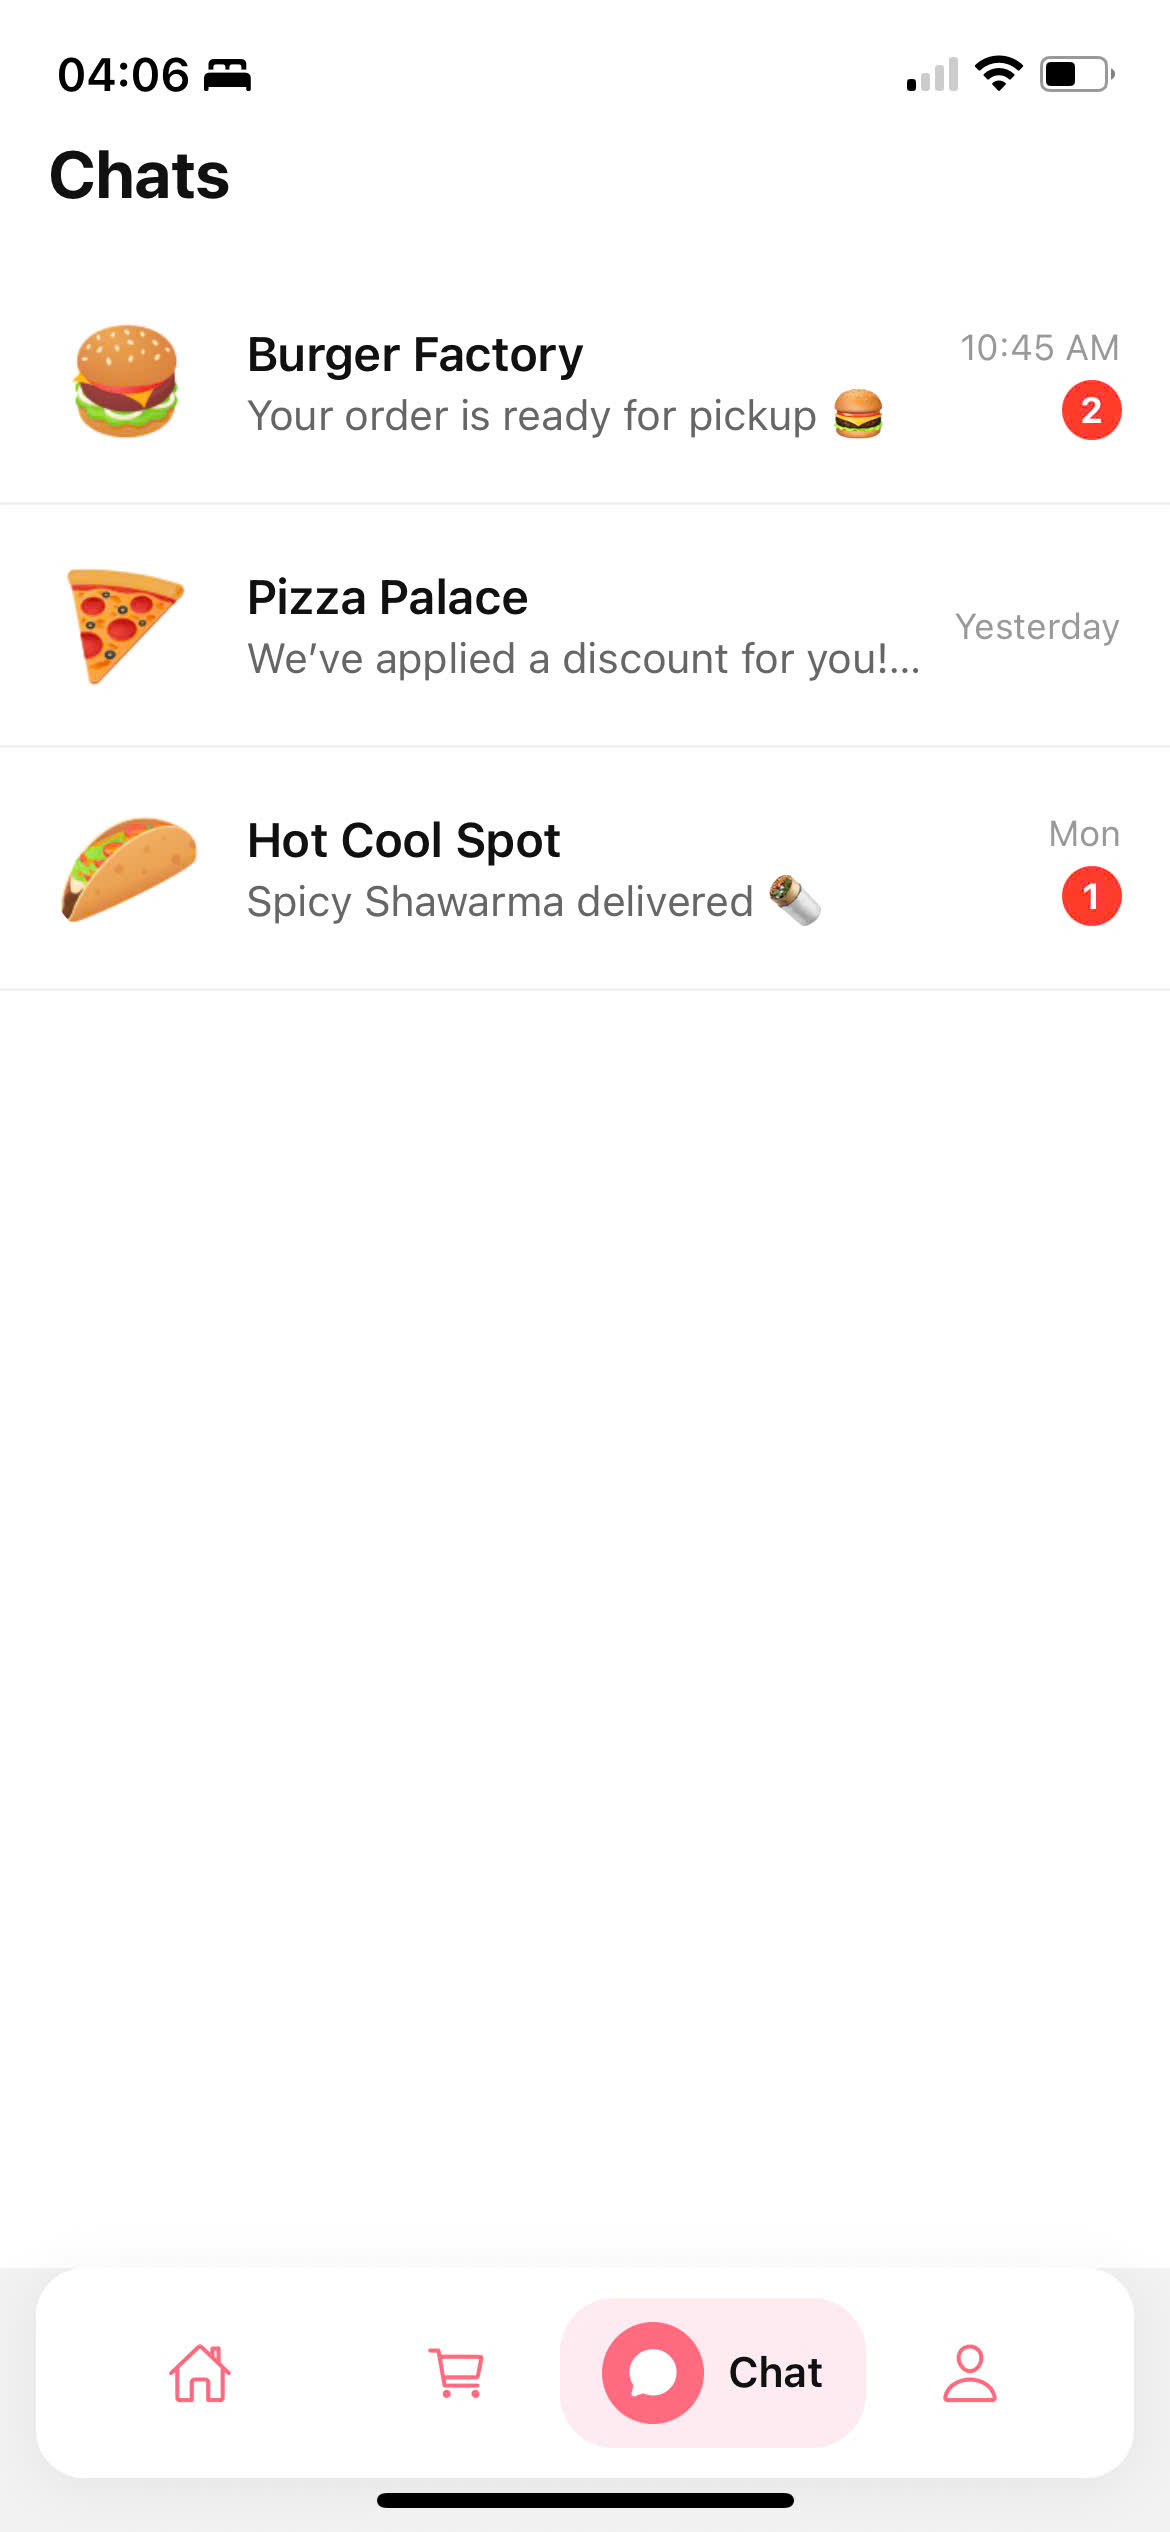 04:06
Chats
Burger Factory
10:45 AM
Your order is ready for pickup 🍔
2
Pizza Palace
Yesterday
We’ve applied a discount for you!...
Hot Cool Spot
Mon
Spicy Shawarma delivered 🌯
1
Chat